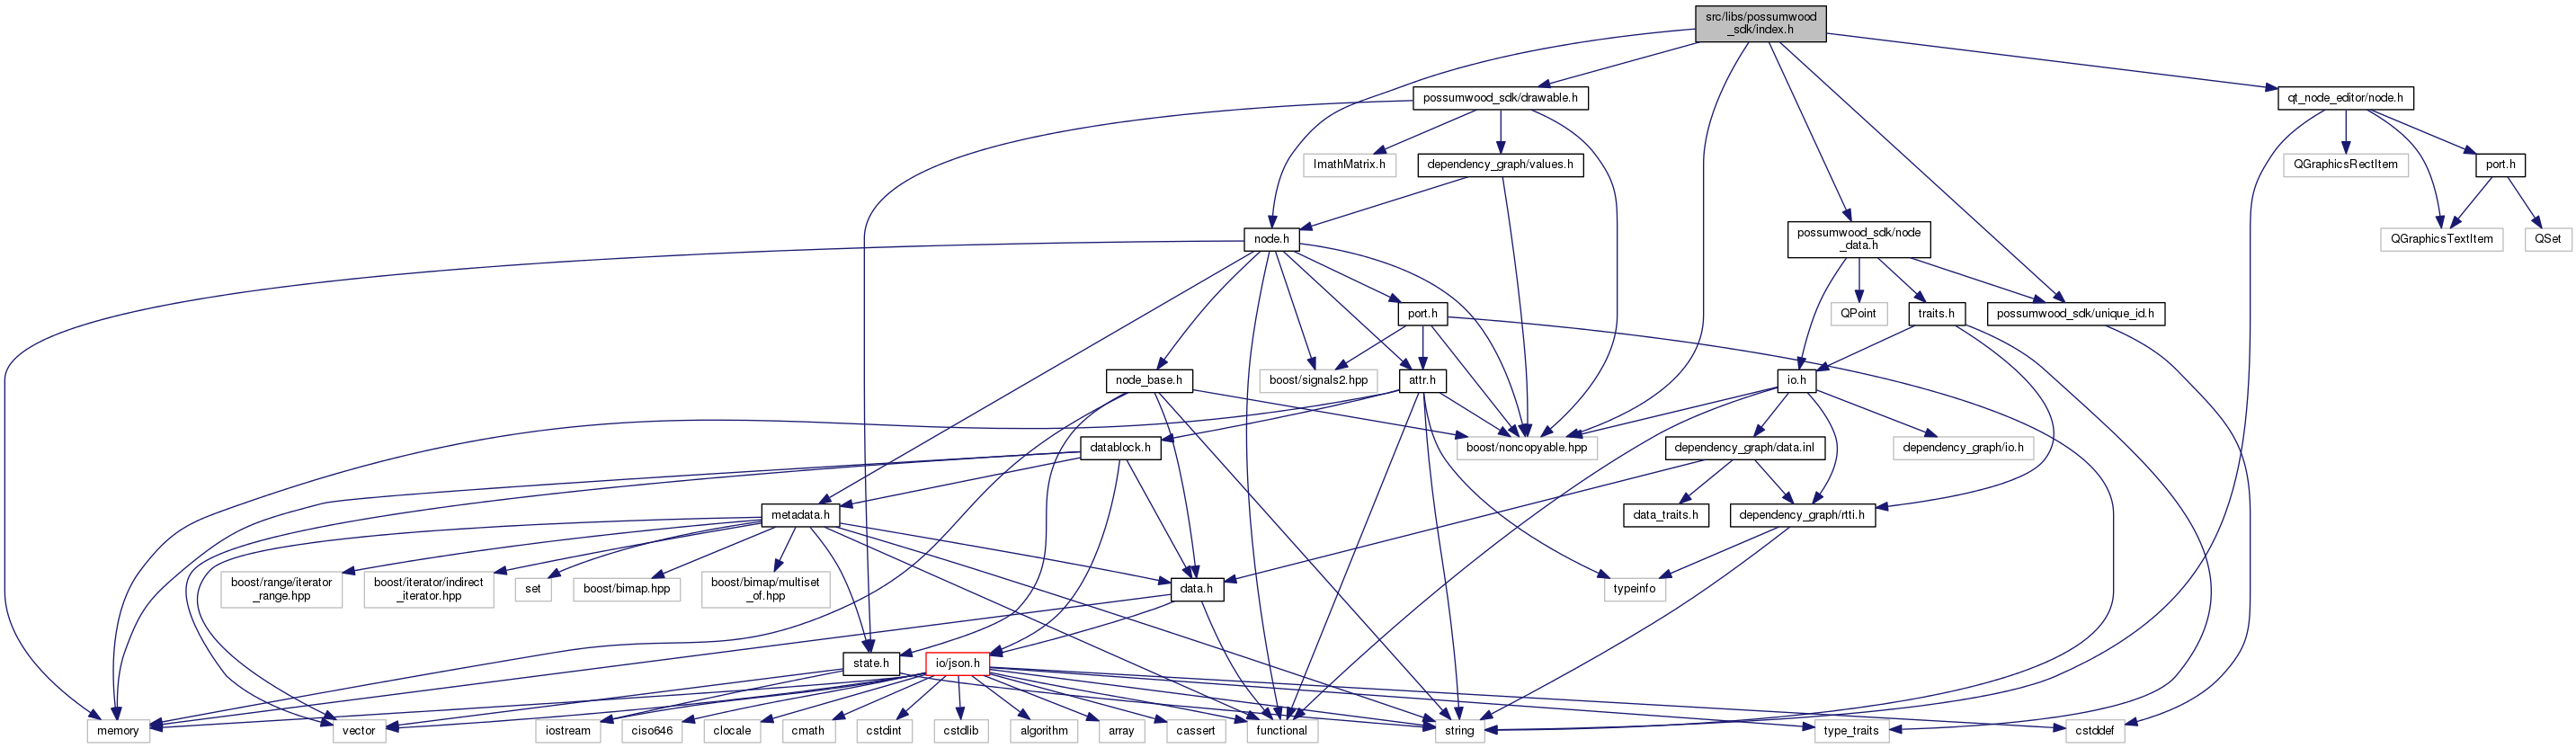 src/libs/possumwood
_sdk/index.h
possumwood_sdk/drawable.h
qt_node_editor/node.h
ImathMatrix.h
dependency_graph/values.h
QGraphicsRectItem
port.h
node.h
possumwood_sdk/node
_data.h
QGraphicsTextItem
QSet
port.h
QPoint
traits.h
possumwood_sdk/unique_id.h
node_base.h
boost/signals2.hpp
attr.h
io.h
datablock.h
boost/noncopyable.hpp
dependency_graph/data.inl
dependency_graph/io.h
metadata.h
data_traits.h
dependency_graph/rtti.h
boost/range/iterator
_range.hpp
boost/iterator/indirect
_iterator.hpp
set
boost/bimap.hpp
boost/bimap/multiset
_of.hpp
data.h
typeinfo
state.h
io/json.h
memory
vector
iostream
ciso646
clocale
cmath
cstdint
cstdlib
algorithm
array
cassert
functional
string
type_traits
cstddef